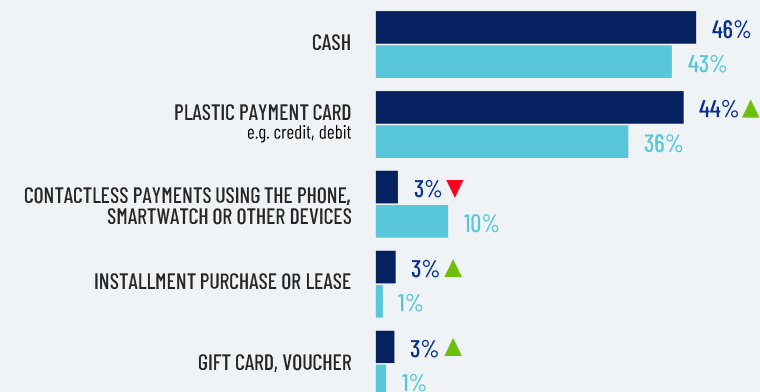 CASH
46%
43%
PLASTIC PAYMENT CARD
e.g. credit, debit
44%
36%
CONTACTLESS PAYMENTS USING THE PHONE,
SMARTWATCH OR OTHER DEVICES
3%
10%
INSTALLMENT PURCHASE OR LEASE
3%
1%
GIFT CARD, VOUCHER
3%
1%